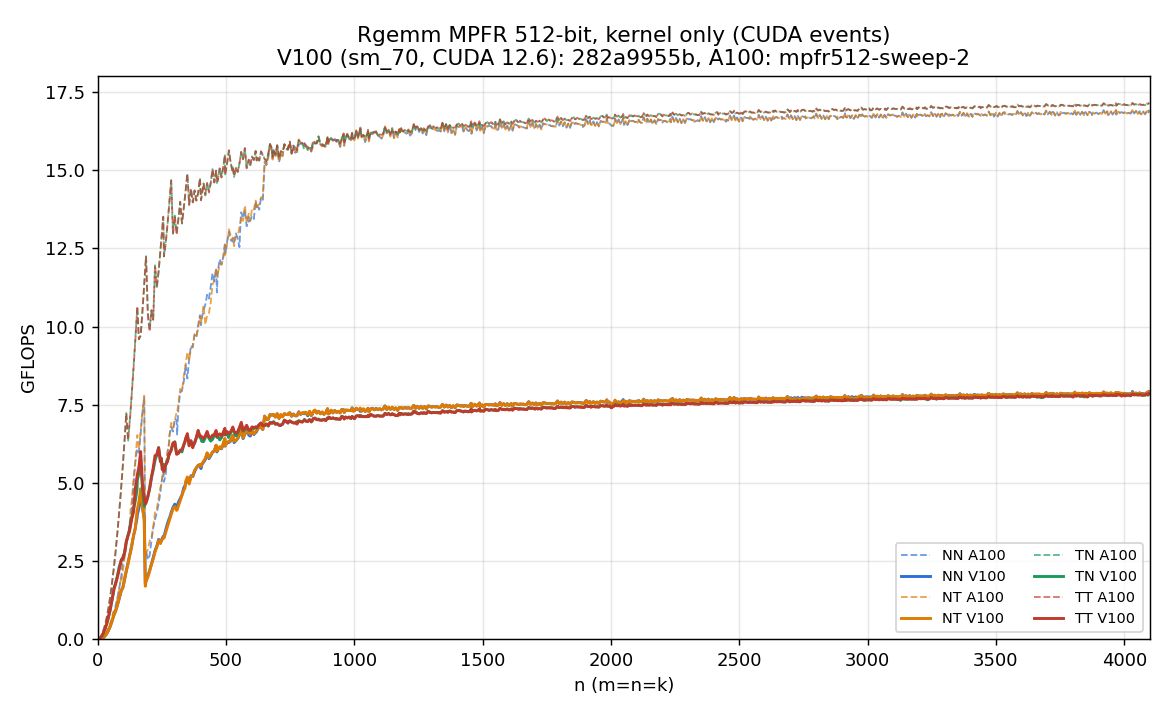 Rgemm MPFR 512-bit, kernel only (CUDA events)
V100 (sm_70, CUDA 12.6): 282a9955b, A100: mpfr512-sweep-2
GFLOPS
17.5
15.0
12.5
10.0
7.5
5.0
2.5
0.0
0 500 1000 1500 2000 2500 3000 3500 4000
n (m=n=k)
NN A100 TN A100
NN V100 TN V100
NT A100 TT A100
NT V100 TT V100